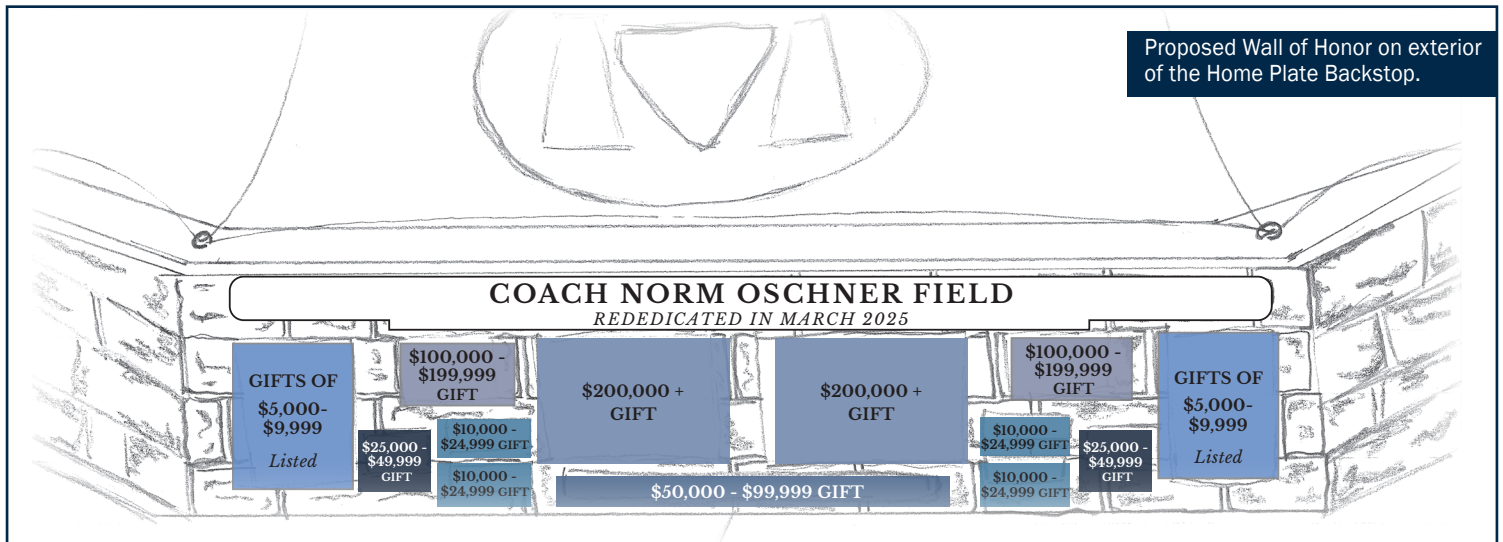 Proposed Wall of Honor on exterior
of the Home Plate Backstop.
COACH NORM OSCHNER FIELD
REDEDICATED IN MARCH 2025
GIFTS OF
$5,000-
$9,999
Listed
$100,000 -
$199,999
GIFT
$25,000 -
$49,999
GIFT
$10,000 -
$24,999 GIFT
$10,000 -
$24,999 GIFT
$200,000 +
GIFT
$200,000 +
GIFT
$50,000 - $99,999 GIFT
$100,000 -
$199,999
GIFT
$10,000 -
$24,999 GIFT
$10,000 -
$24,999 GIFT
$25,000 -
$49,999
GIFT
GIFTS OF
$5,000-
$9,999
Listed